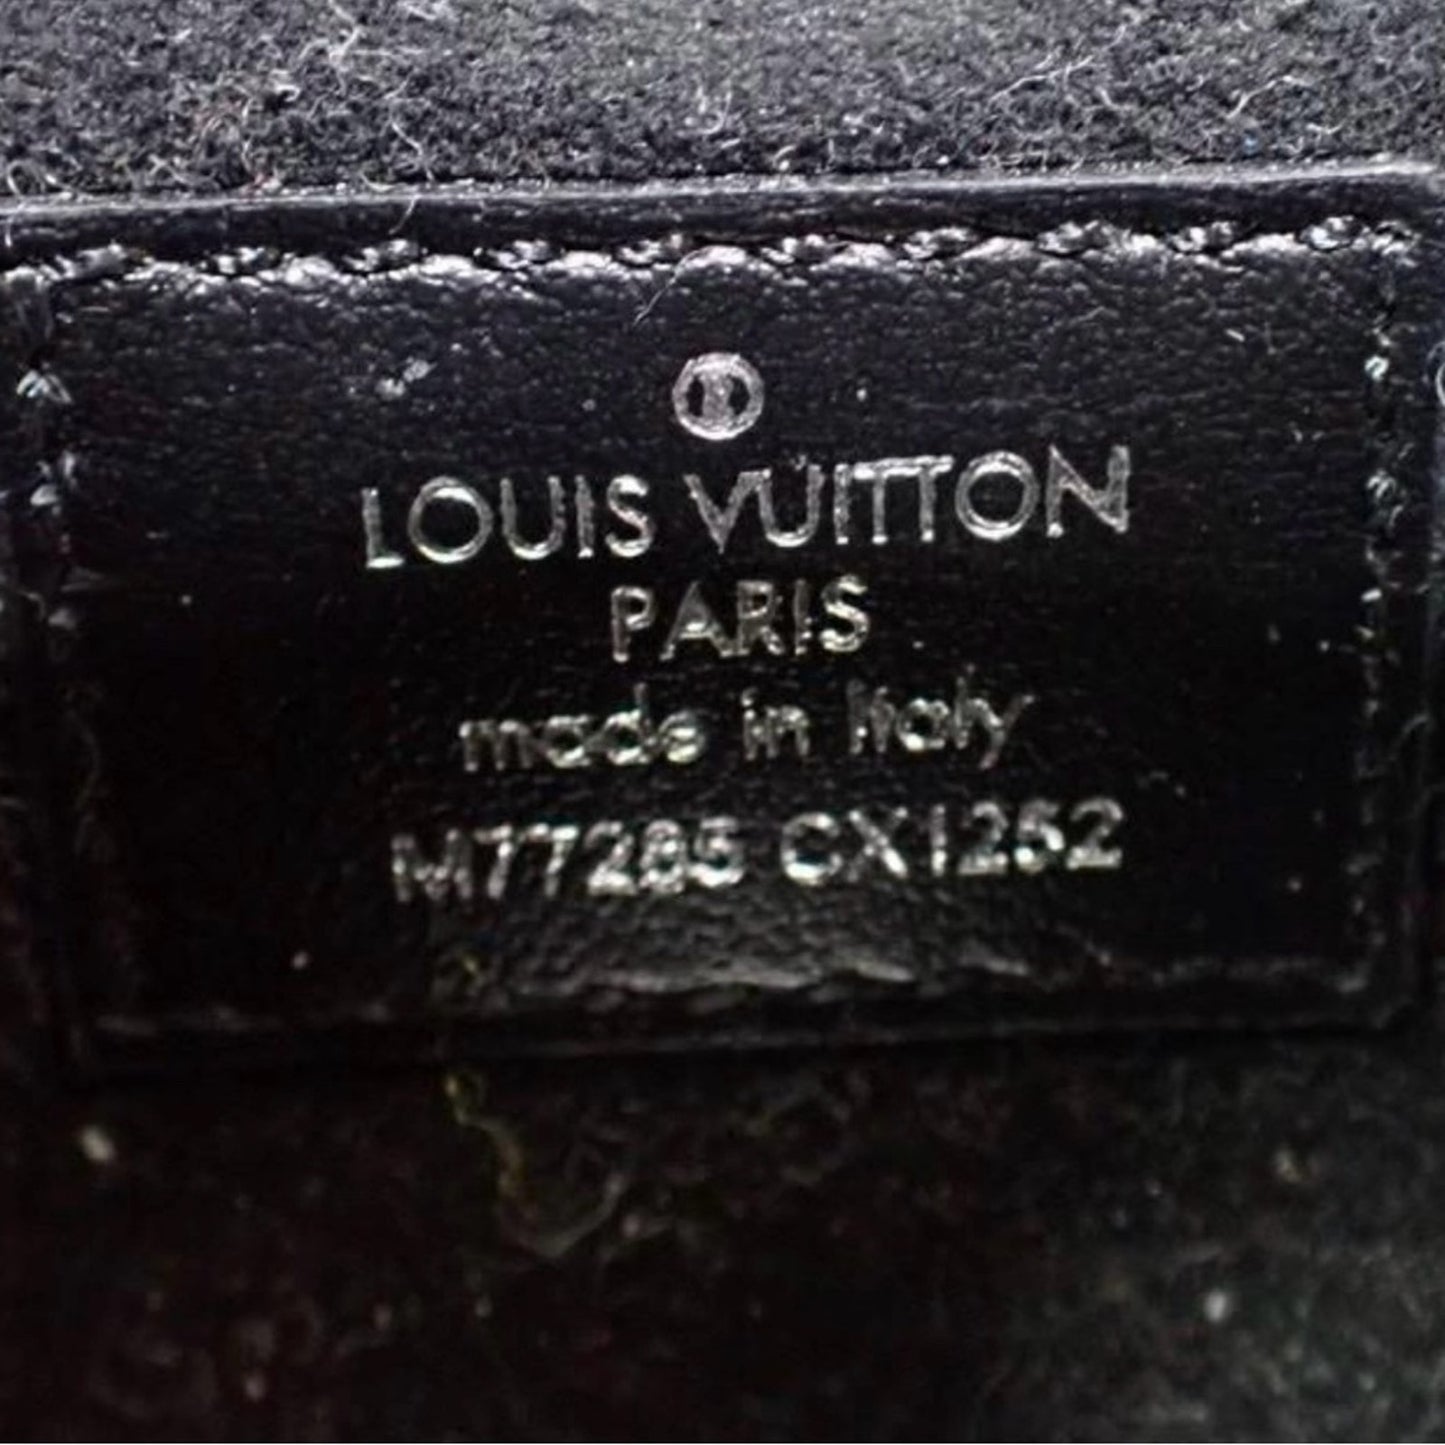 LOUIS VUITTON
PARIS
made in Italy
M77285 CX1252